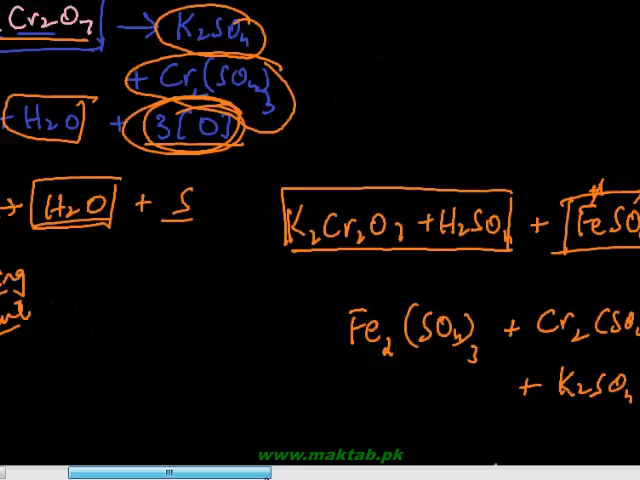 Cr2O7 → K2SO4
+ Cr2(SO4)3
+ H2O + 3[O]
→ H2O + S
K2Cr2O7 + H2SO4 + FeSO
Fe2(SO4)3 + Cr2(SO4
+ K2SO4
www.maktab.pk